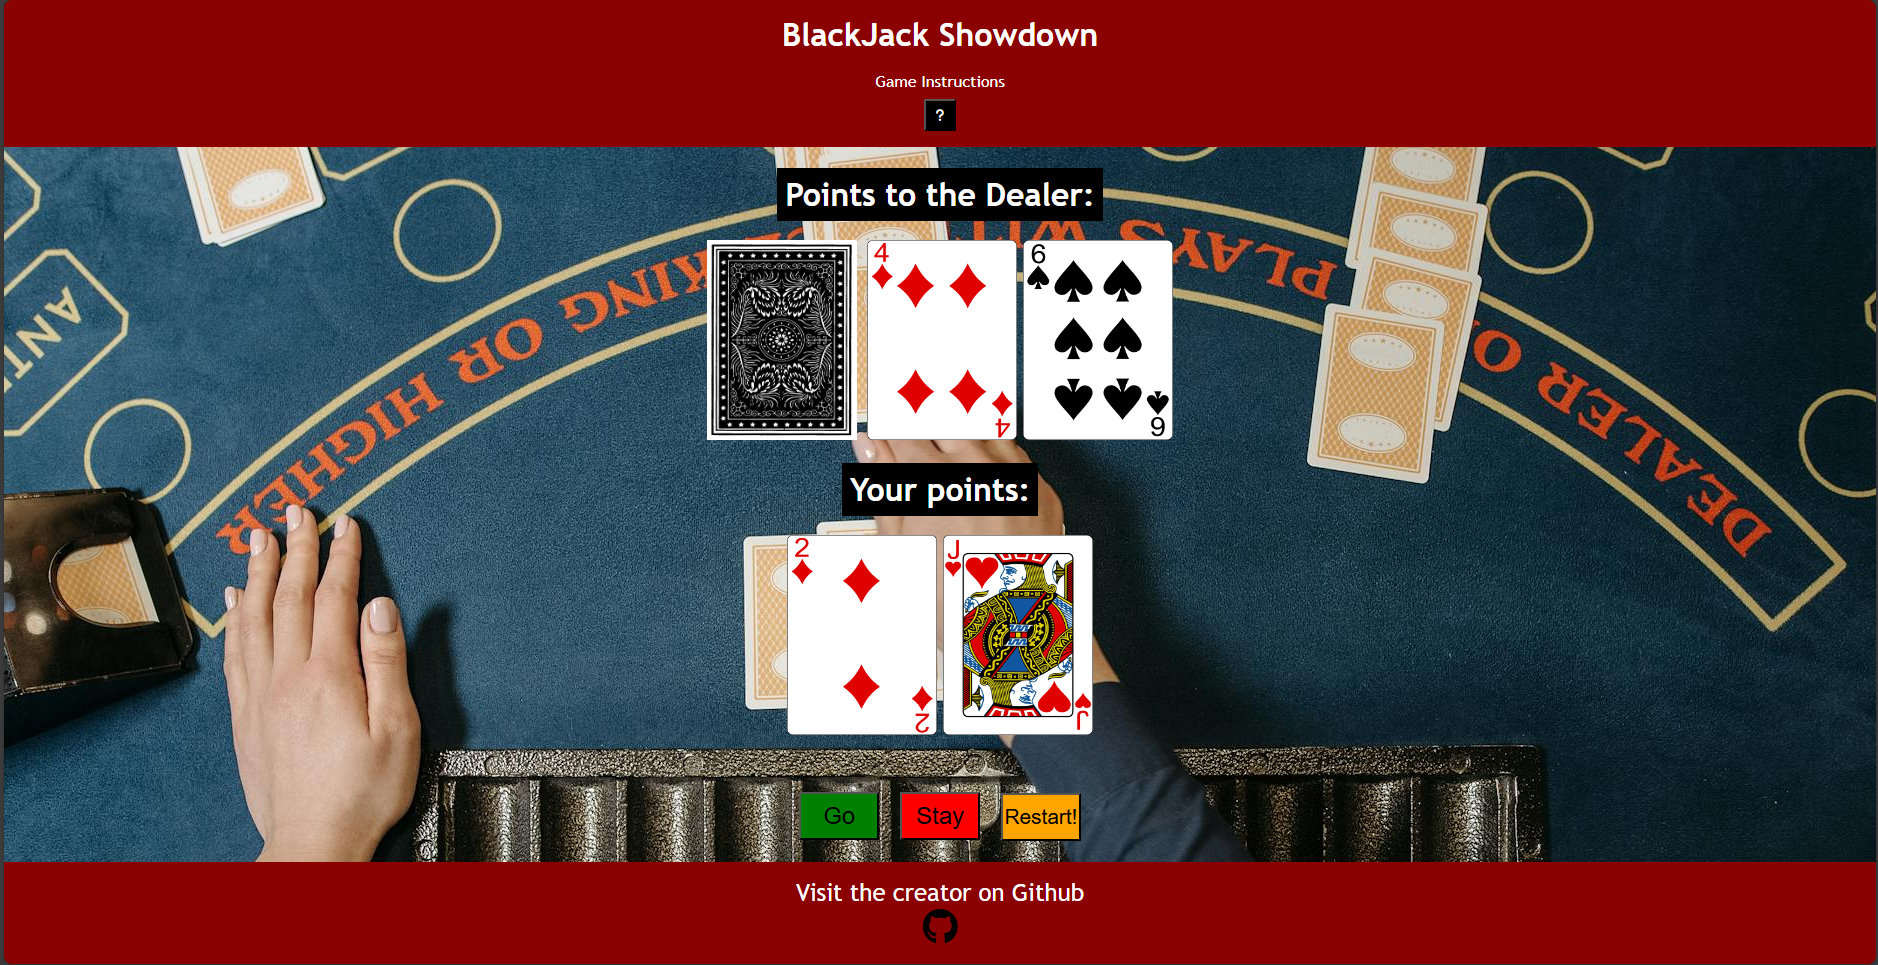 BlackJack Showdown
Game Instructions
?
Points to the Dealer:
4
4
6
6
HIGHER
OR
KING
PLAYS
DEALER
ANT
Your points:
2
2
J
J
Go
Stay
Restart!
Visit the creator on Github